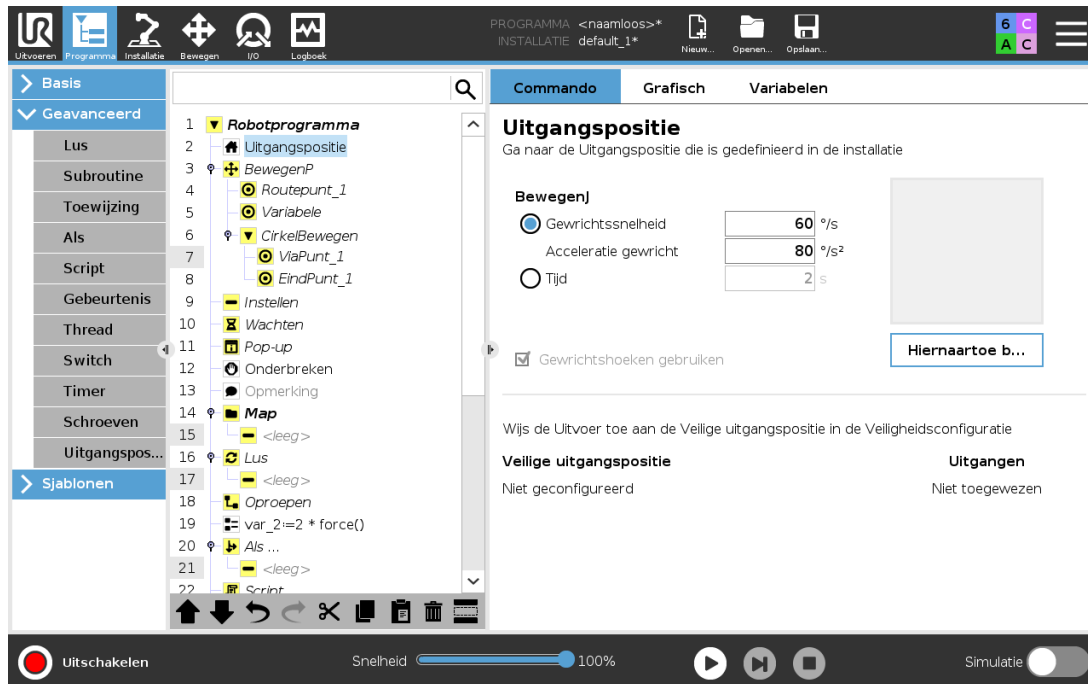 UR
PROGRAMMA <naamloos>*
INSTALLATIE default_1*
Uitvoeren Programma Installatie Bewegen I/O Logboek
Nieuw... Openen... Opslaan...
6 C
A C
Basis
Geavanceerd
Lus
Subroutine
Toewijzing
Als
Script
Gebeurtenis
Thread
Switch
Timer
Schroeven
Uitgangspos...
Sjablonen
1 Robotprogramma
2 Uitgangspositie
3 BewegenP
4 Routepunt_1
5 Variabele
6 CirkelBewegen
7 ViaPunt_1
8 EindPunt_1
9 Instellen
10 Wachten
11 Pop-up
12 Onderbreken
13 Opmerking
14 Map
15 <leeg>
16 Lus
17 <leeg>
18 Oproepen
19 var_2:=2 * force()
20 Als ...
21 <leeg>
22 Script
Commando Grafisch Variabelen
Uitgangspositie
Ga naar de Uitgangspositie die is gedefinieerd in de installatie
BewegenJ
Gewrichtssnelheid 60 °/s
Acceleratie gewricht 80 °/s²
Tijd 2 s
Gewrichtshoeken gebruiken
Hiernaartoe b...
Wijs de Uitvoer toe aan de Veilige uitgangspositie in de Veiligheidsconfiguratie
Veilige uitgangspositie Uitgangen
Niet geconfigureerd Niet toegewezen
Uitschakelen
Snelheid 100%
Simulatie